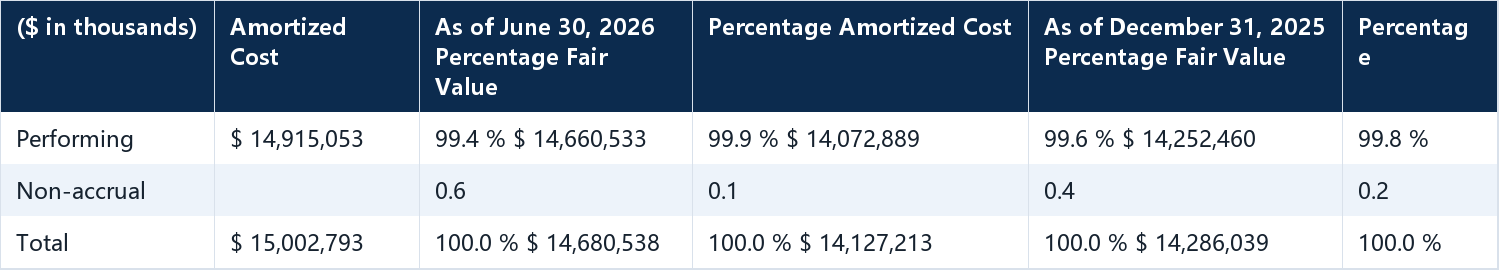 ($ in thousands) Amortized Cost As of June 30, 2026 Percentage Fair Value Percentage Amortized Cost As of December 31, 2025 Percentage Fair Value Percentage
Performing $ 14,915,053 99.4 % $ 14,660,533 99.9 % $ 14,072,889 99.6 % $ 14,252,460 99.8 %
Non-accrual 0.6 0.1 0.4 0.2
Total $ 15,002,793 100.0 % $ 14,680,538 100.0 % $ 14,127,213 100.0 % $ 14,286,039 100.0 %